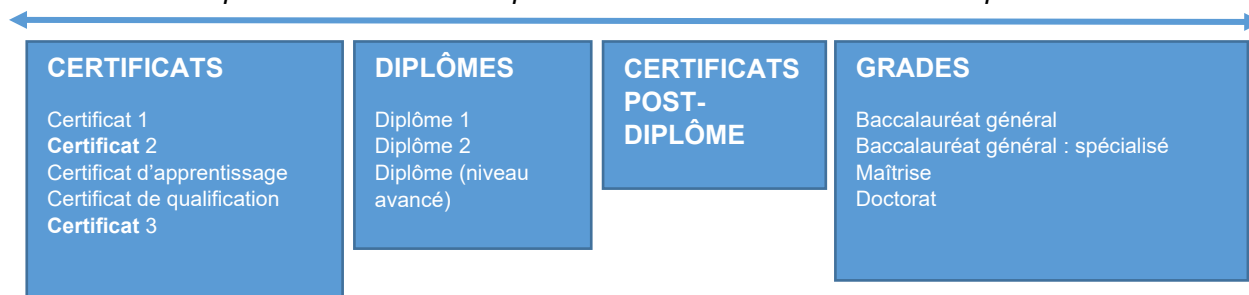 CERTIFICATS
Certificat 1
Certificat 2
Certificat d’apprentissage
Certificat de qualification
Certificat 3
DIPLÔMES
Diplôme 1
Diplôme 2
Diplôme (niveau
avancé)
CERTIFICATS
POST-
DIPLÔME
GRADES
Baccalauréat général
Baccalauréat général : spécialisé
Maîtrise
Doctorat